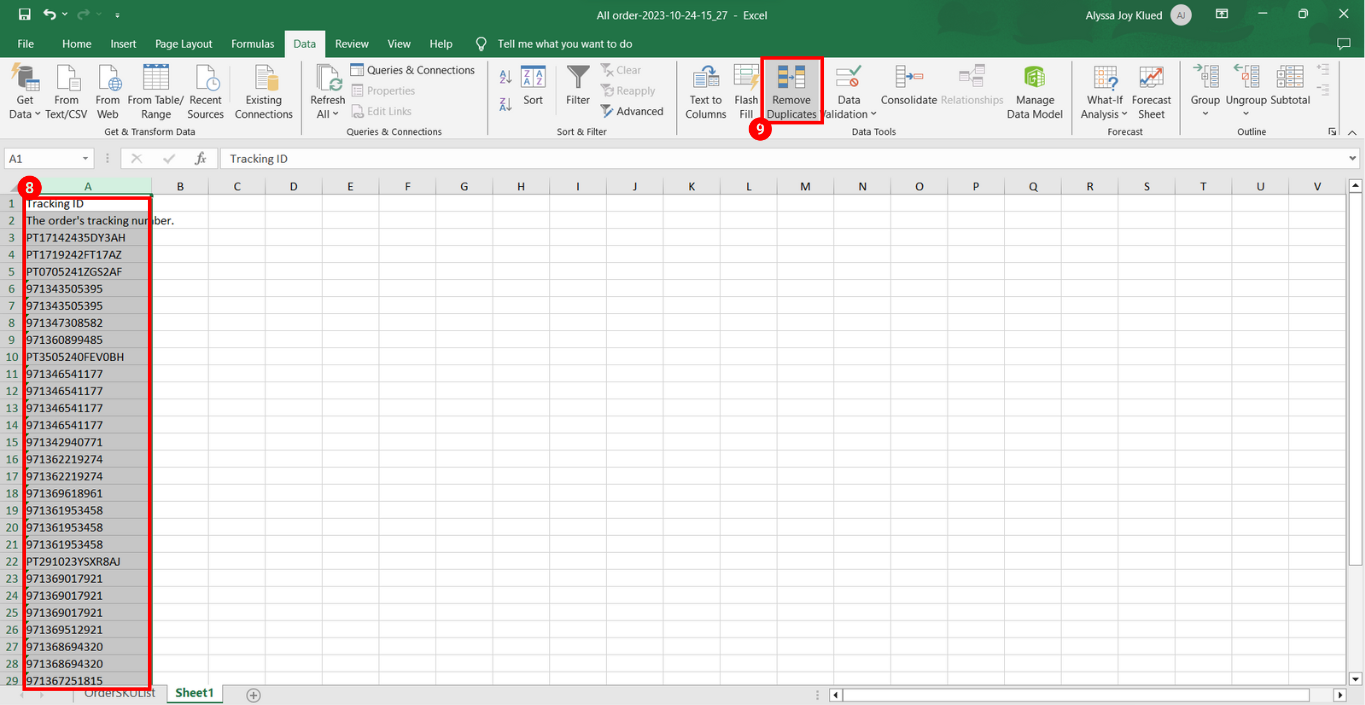 All order-2023-10-24-15_27 - Excel
Alyssa Joy Klued
AJ
File Home Insert Page Layout Formulas Data Review View Help Tell me what you want to do
Get Data
From Text/CSV
From Web
From Table/ Range
Recent Sources
Existing Connections
Get & Transform Data
Refresh All
Queries & Connections
Properties
Edit Links
Queries & Connections
Sort
Filter
Clear
Reapply
Advanced
Sort & Filter
Text to Columns
Flash Fill
Remove Duplicates
Data Validation
Consolidate
Relationships
Manage Data Model
Data Tools
What-If Analysis
Forecast Sheet
Forecast
Group
Ungroup
Subtotal
Outline
9
A1
fx
Tracking ID
8
A B C D E F G H I J K L M N O P Q R S T U V
1 Tracking ID
2 The order's tracking number.
3 PT17142435DY3AH
4 PT1719242FT17AZ
5 PT0705241ZGS2AF
6 971343505395
7 971343505395
8 971347308582
9 971360899485
10 PT3505240FEV0BH
11 971346541177
12 971346541177
13 971346541177
14 971346541177
15 971342940771
16 971362219274
17 971362219274
18 971369618961
19 971361953458
20 971361953458
21 971361953458
22 PT291023YSXR8AJ
23 971369017921
24 971369017921
25 971369017921
26 971369512921
27 971368694320
28 971368694320
29 971367251815
OrderSKUList Sheet1